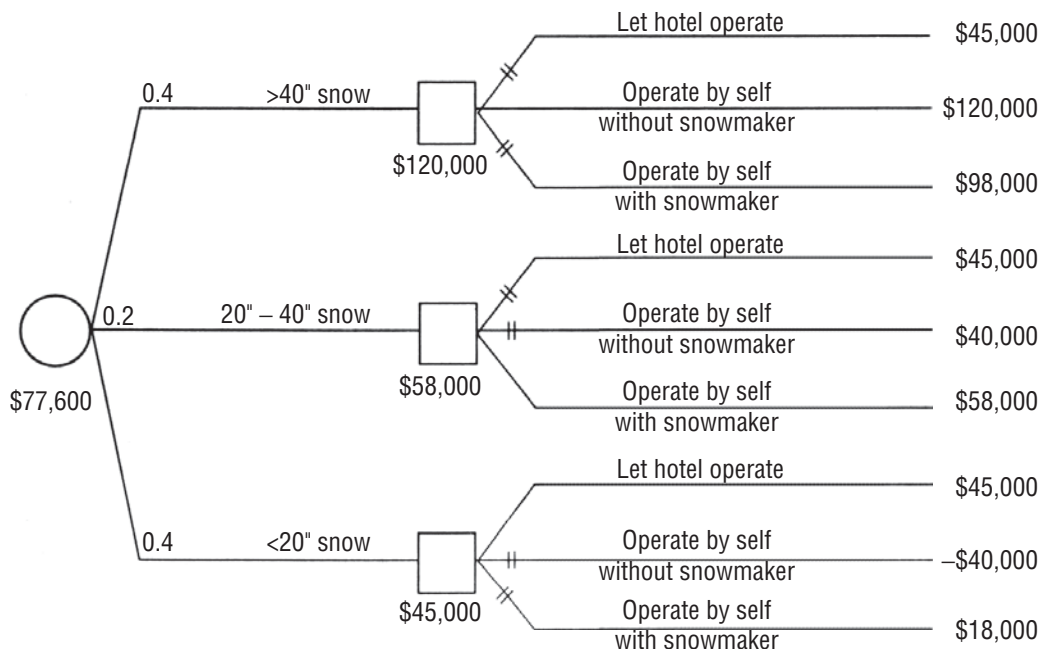 Let hotel operate
$45,000
0.4
>40" snow
Operate by self
without snowmaker
$120,000
$120,000
Operate by self
with snowmaker
$98,000
Let hotel operate
$45,000
0.2
20" – 40" snow
Operate by self
without snowmaker
$40,000
$77,600
$58,000
Operate by self
with snowmaker
$58,000
Let hotel operate
$45,000
0.4
<20" snow
Operate by self
without snowmaker
–$40,000
$45,000
Operate by self
with snowmaker
$18,000